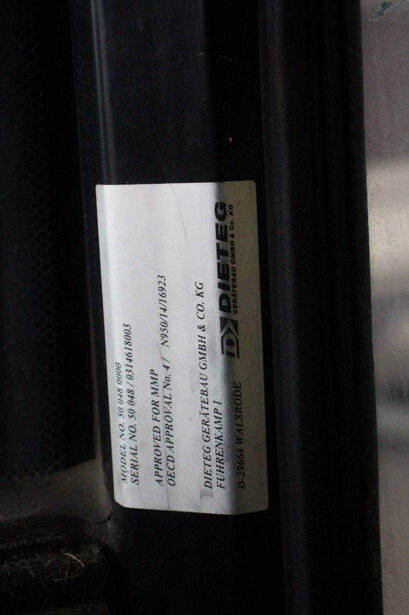 MODEL NO. 50 048 0000
SERIAL NO. 50 048 / 0314618003
APPROVED FOR MMP
OECD APPROVAL No. 4 / N950/14/16923
DIETEG GERÄTEBAU GMBH & CO. KG
FUHRENKAMP 1
D-29664 WALSRODE
DIETEG
GERÄTEBAU GMBH & Co. KG